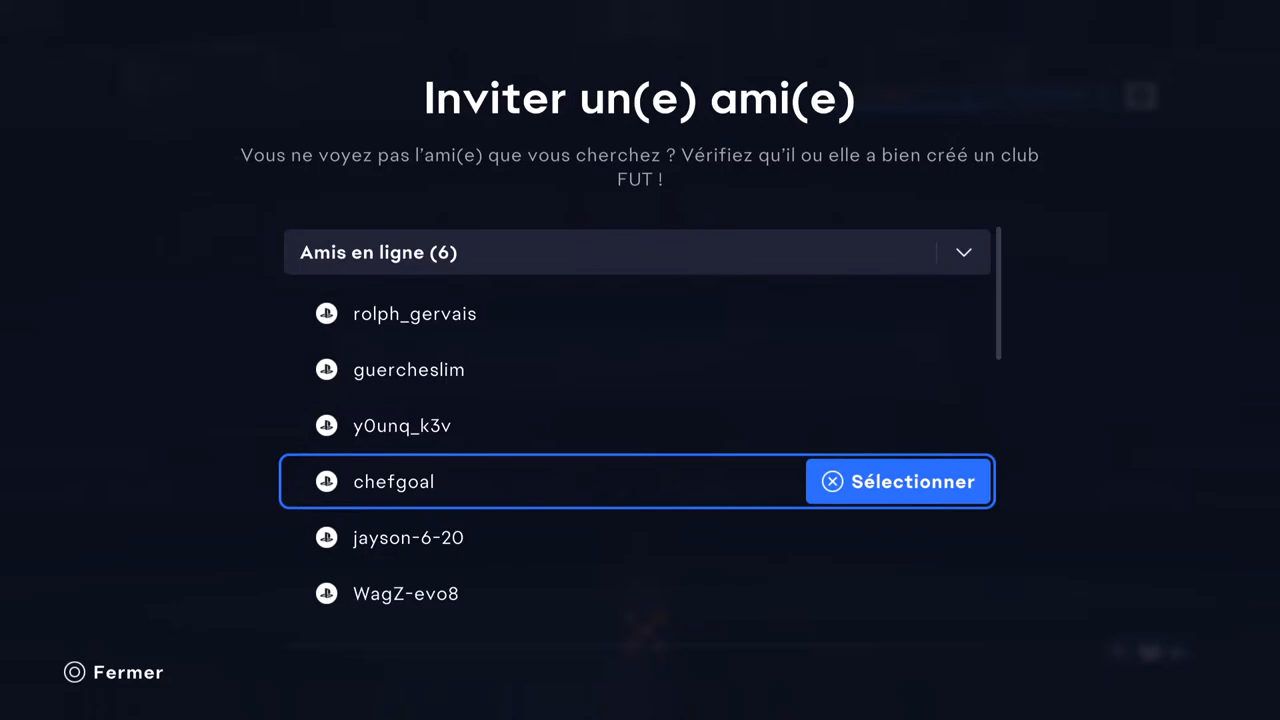 Inviter un(e) ami(e)
Vous ne voyez pas l'ami(e) que vous cherchez ? Vérifiez qu'il ou elle a bien créé un club
FUT !
Amis en ligne (6)
rolph_gervais
guercheslim
y0unq_k3v
chefgoal
Sélectionner
jayson-6-20
WagZ-evo8
Fermer